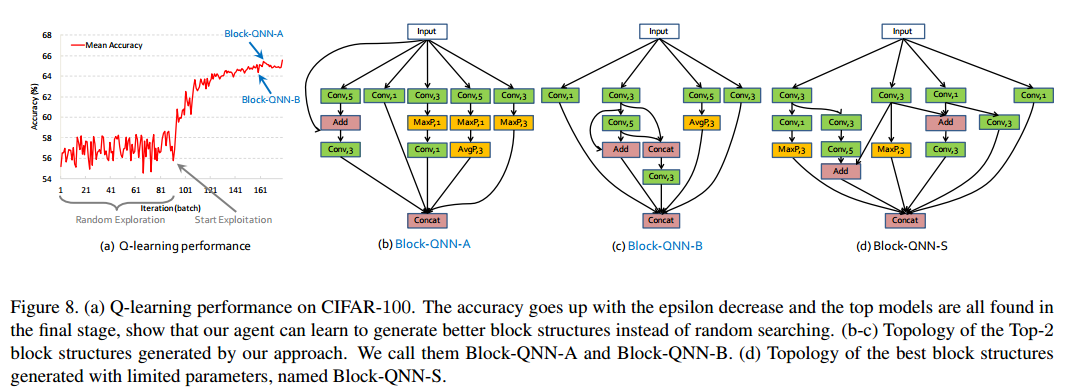 68
66
64
62
60
58
56
54
Accuracy (%)
Mean Accuracy
Block-QNN-A
Block-QNN-B
1 21 41 61 81 101 121 141 161
Iteration (batch)
Random Exploration
Start Exploitation
(a) Q-learning performance
Input
Conv,5 Conv,1 Conv,3 Conv,5 Conv,3
Add MaxP,1 MaxP,1 MaxP,3
Conv,3 Conv,1 AvgP,3
Concat
(b) Block-QNN-A
Input
Conv,1 Conv,3 Conv,5 Conv,3
Conv,5 AvgP,3
Add Concat
Conv,3
Concat
(c) Block-QNN-B
Input
Conv,3 Conv,3 Conv,1 Conv,1
Conv,1 Conv,3 Add Conv,3
MaxP,3 Conv,5 MaxP,3 Conv,3
Add
Concat
(d) Block-QNN-S
Figure 8. (a) Q-learning performance on CIFAR-100. The accuracy goes up with the epsilon decrease and the top models are all found in
the final stage, show that our agent can learn to generate better block structures instead of random searching. (b-c) Topology of the Top-2
block structures generated by our approach. We call them Block-QNN-A and Block-QNN-B. (d) Topology of the best block structures
generated with limited parameters, named Block-QNN-S.